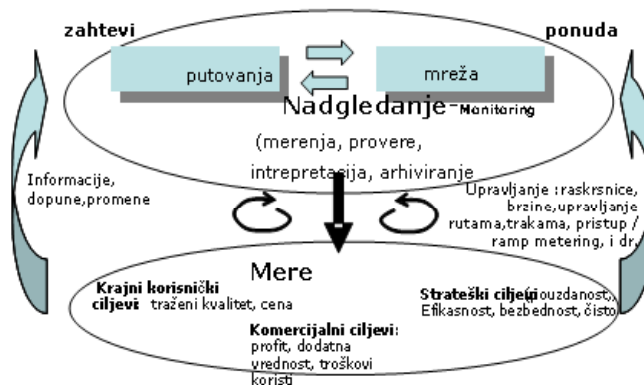 zahtevi
ponuda
putovanja
mreža
Nadgledanje-Monitoring
(merenja, provere,
intrepretacija, arhiviranje
Informacije,
dopune,promene
Upravljanje :raskrsnice,
brzine,upravljanje
rutama,trakama, pristup /
ramp metering, i dr.
Mere
Krajni korisnički
ciljevi: traženi kvalitet, cena
Strateški ciljevi(pouzdanost,,
Efikasnost, bezbednost, čisto
Komercijalni ciljevi:
profit, dodatna
vrednost, troškovi
koristi